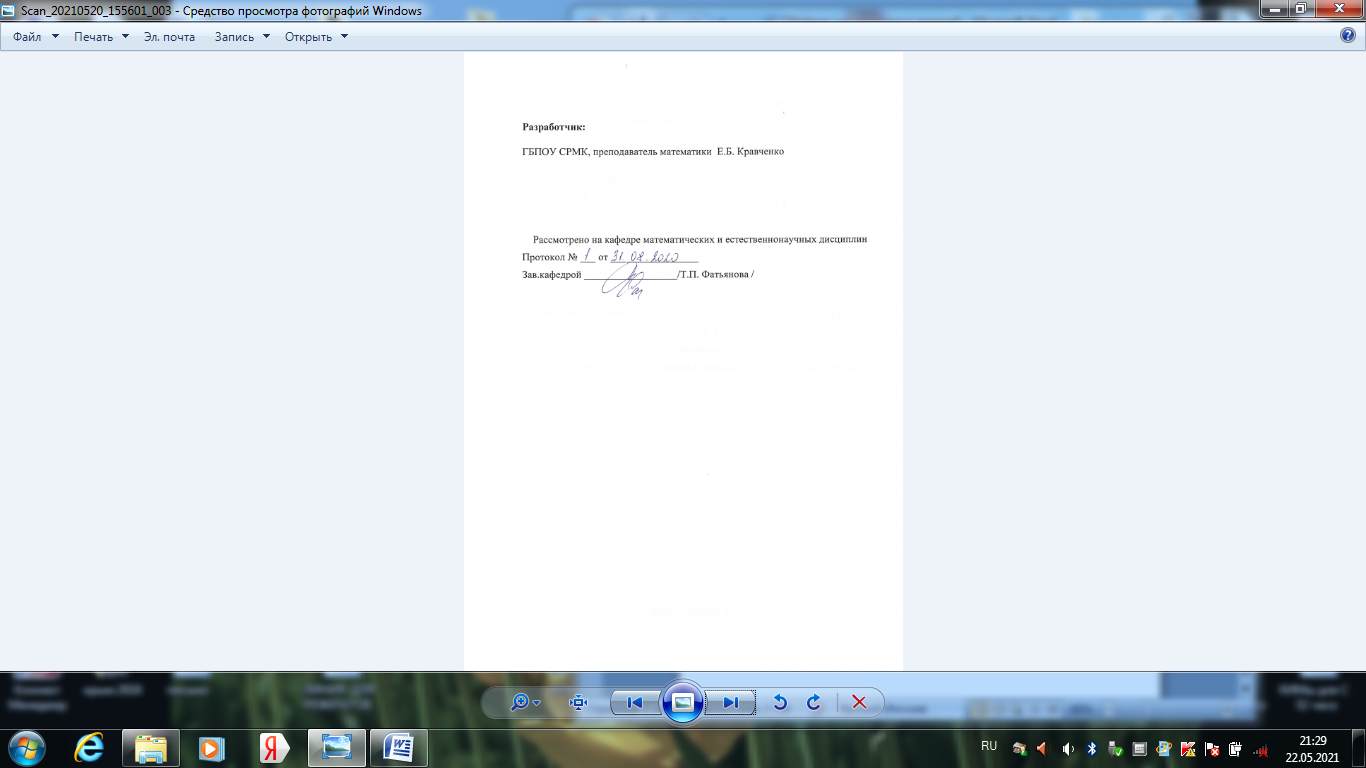 Scan_20210520_155601_003 - Средство просмотра фотографий Windows
Файл Печать Эл. почта Запись Открыть
Разработчик:
ГБПОУ СРМК, преподаватель математики Е.Б. Кравченко
Рассмотрено на кафедре математических и естественнонаучных дисциплин
Протокол № 1 от 31.08.2020
Зав.кафедрой /Т.П. Фатьянова /
RU
21:29
22.05.2021